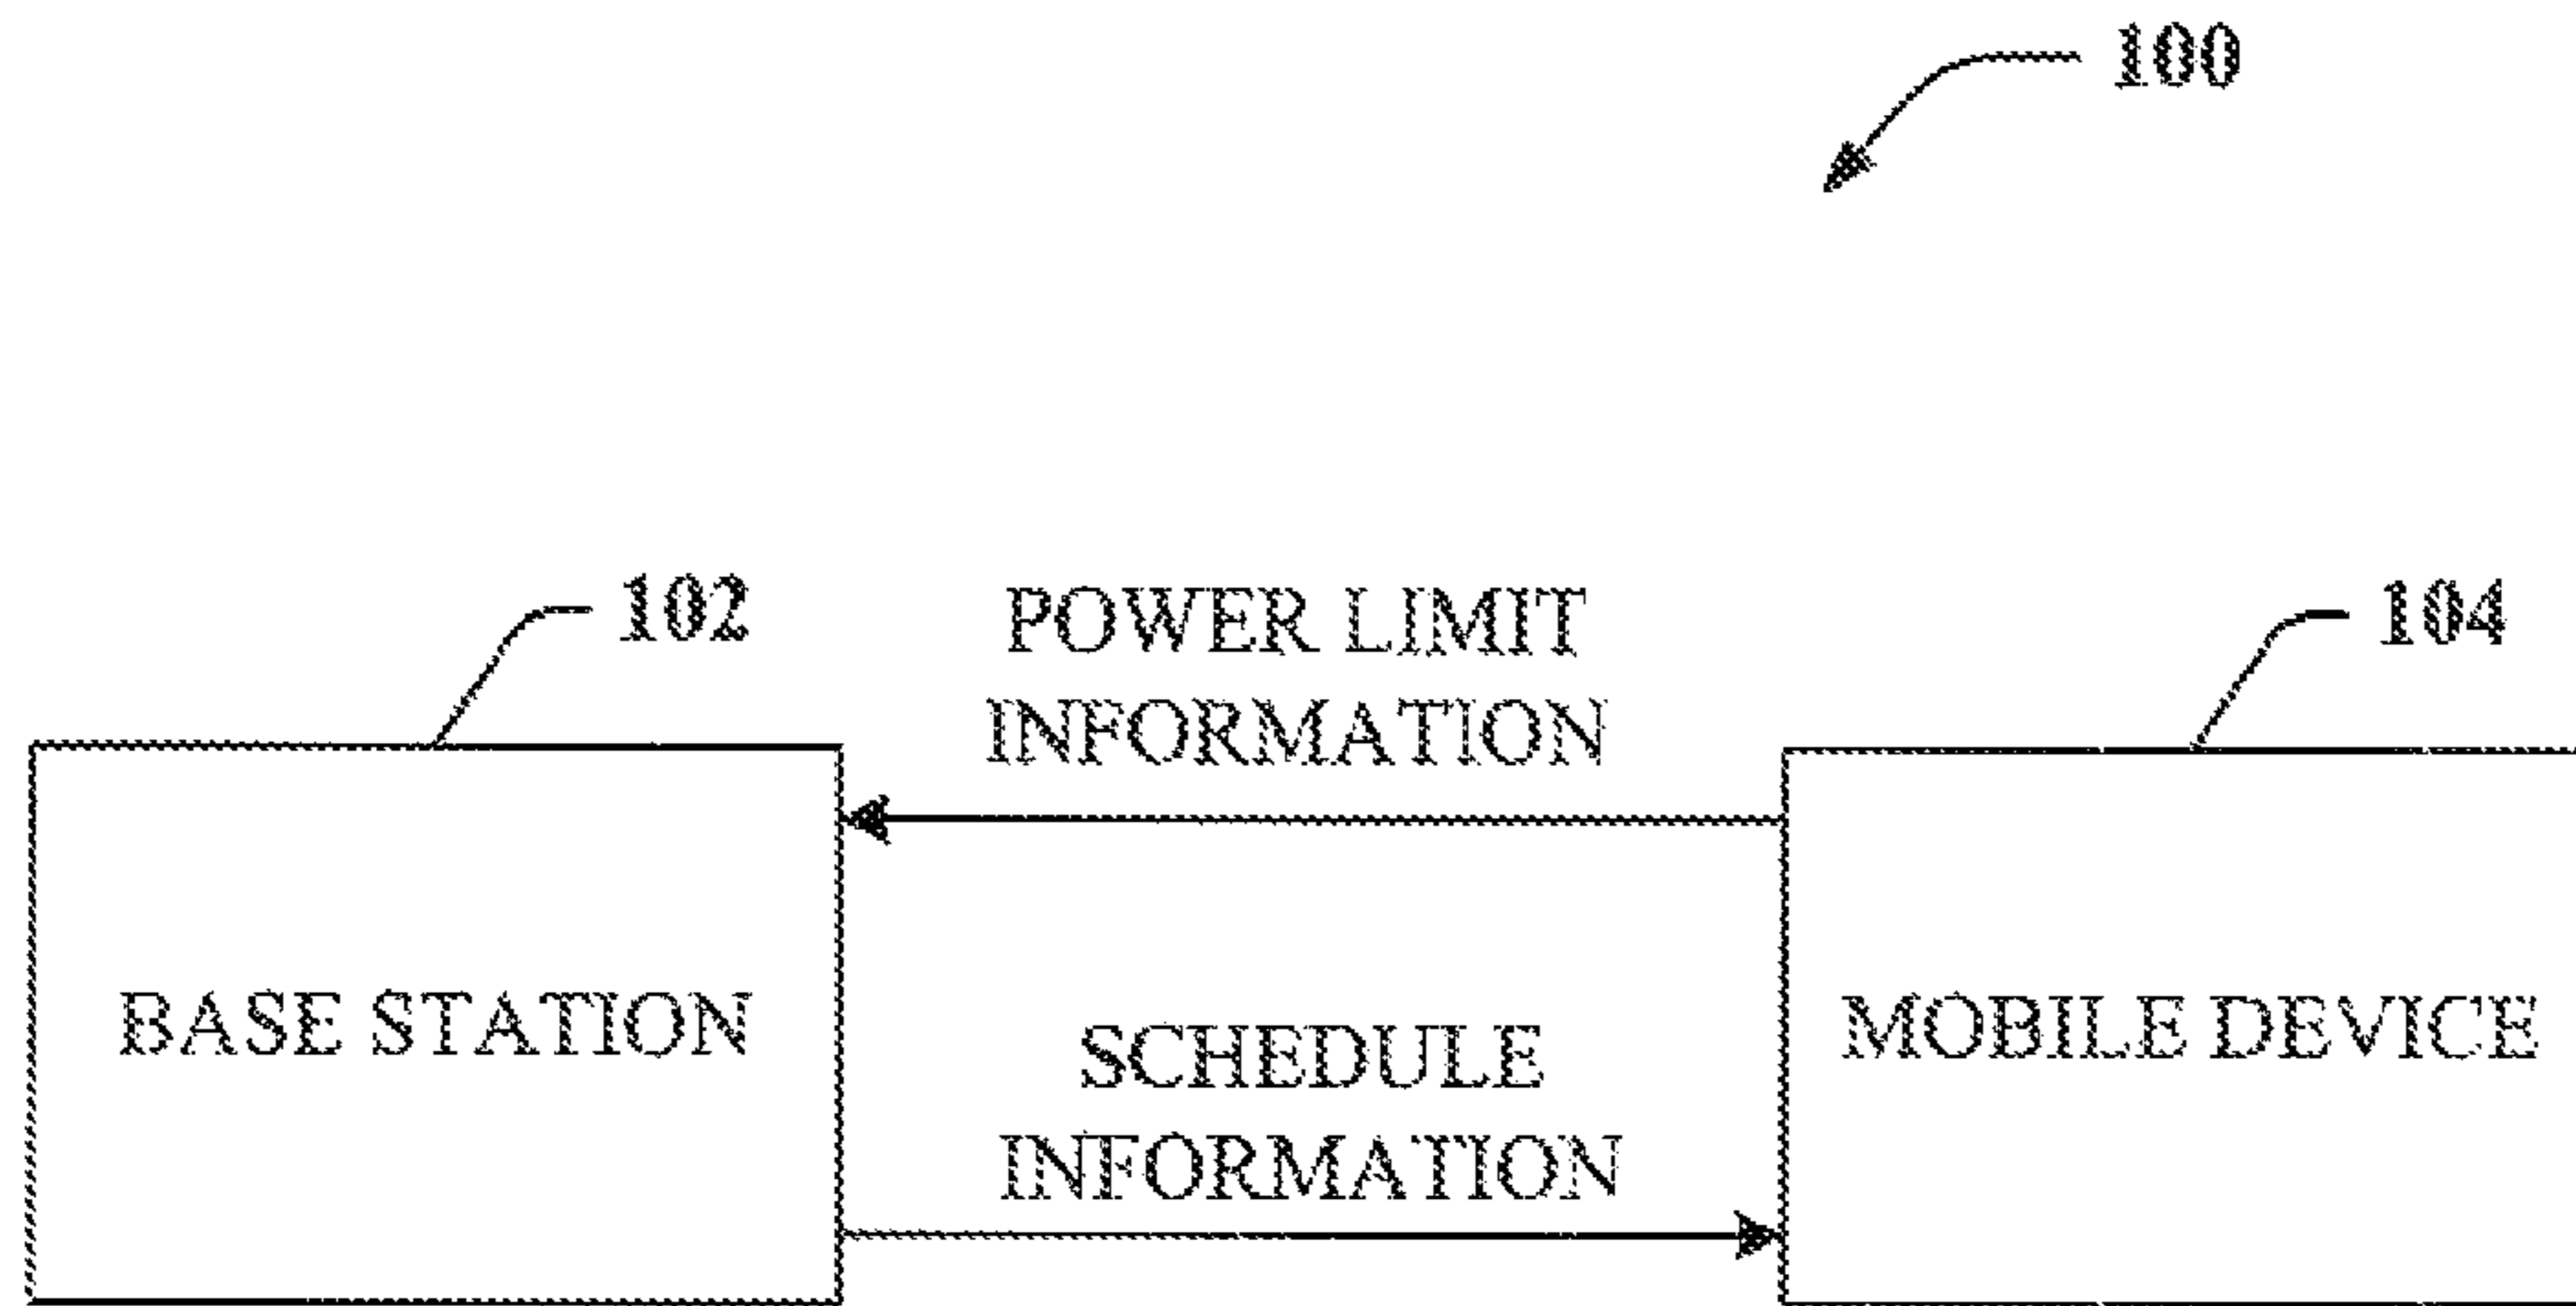 100
102
POWER LIMIT
INFORMATION
104
BASE STATION
SCHEDULE
INFORMATION
MOBILE DEVICE